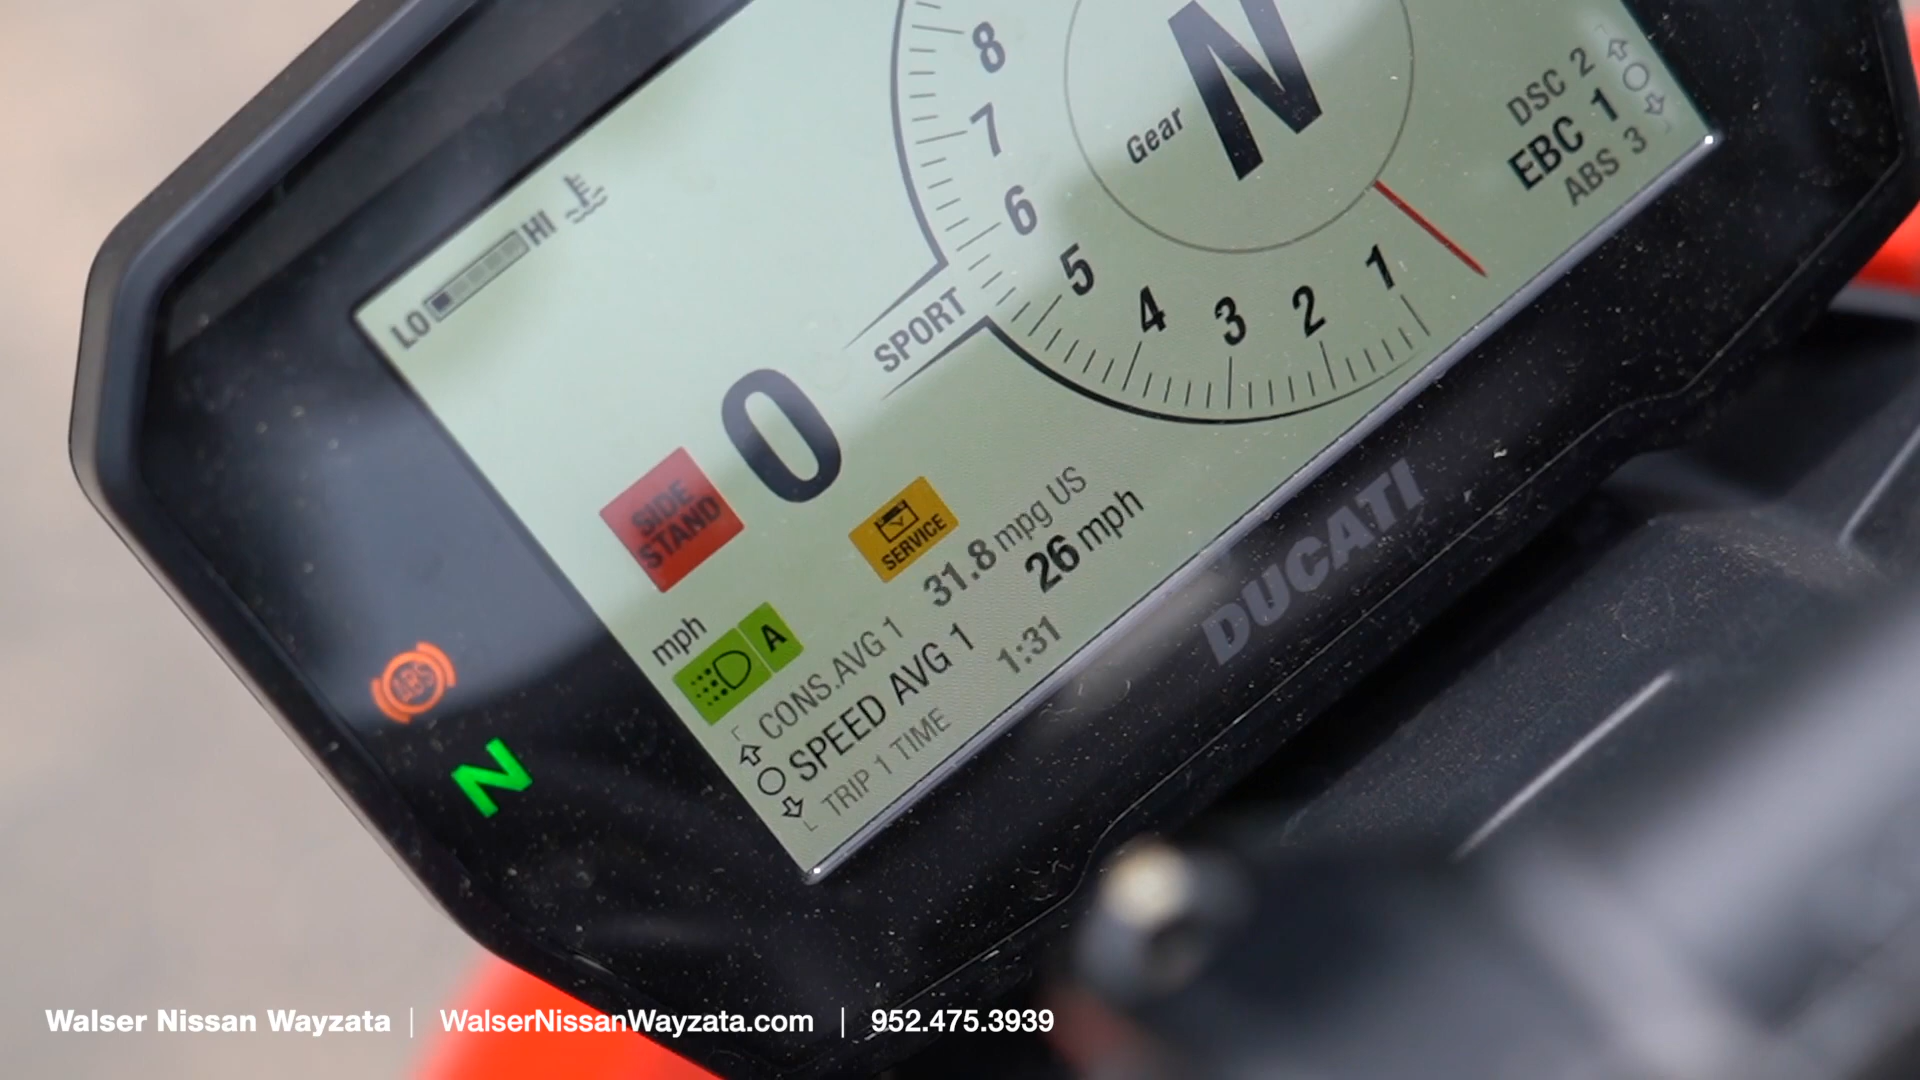 8
7
6
5
4
3
2
1
Gear N
DSC 2
EBC 1
ABS 3
LO HI
SPORT
0
SIDE
STAND
SERVICE
mph
A
CONS.AVG 1 31.8 mpg US
SPEED AVG 1 26 mph
TRIP 1 TIME 1:31
DUCATI
ABS
N
Walser Nissan Wayzata | WalserNissanWayzata.com | 952.475.3939